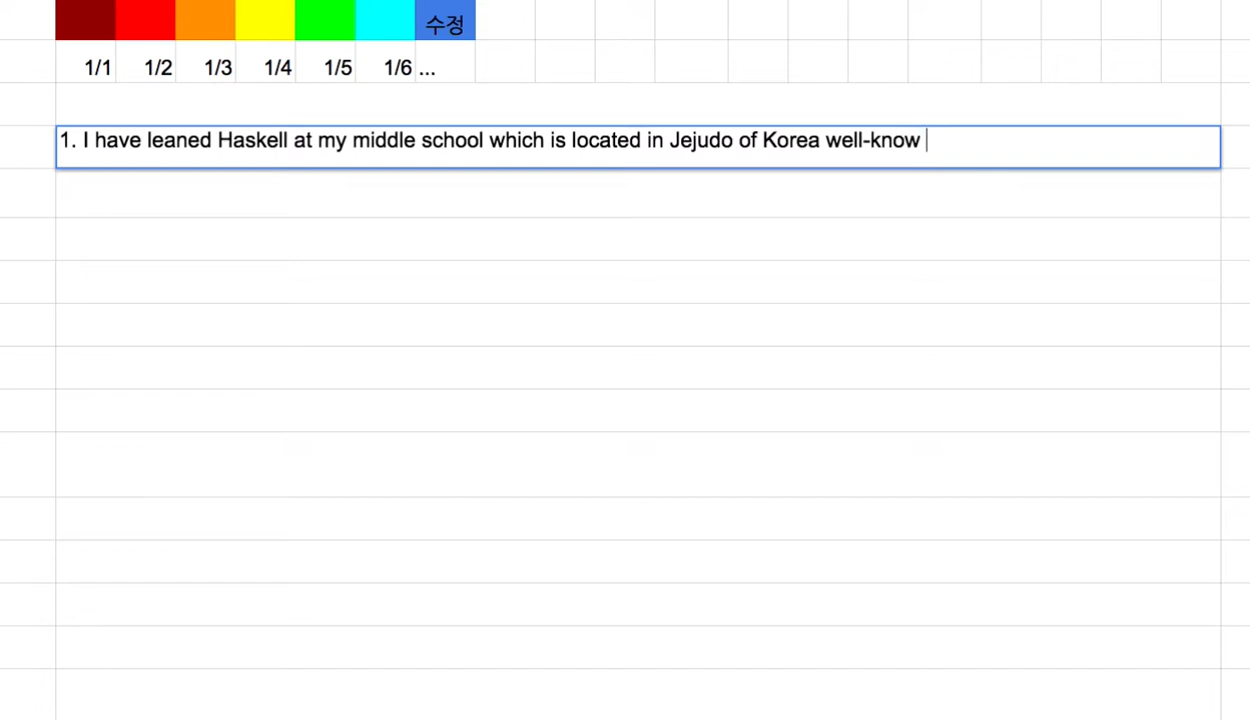 수정
1/1 1/2 1/3 1/4 1/5 1/6 ...
1. I have leaned Haskell at my middle school which is located in Jejudo of Korea well-know